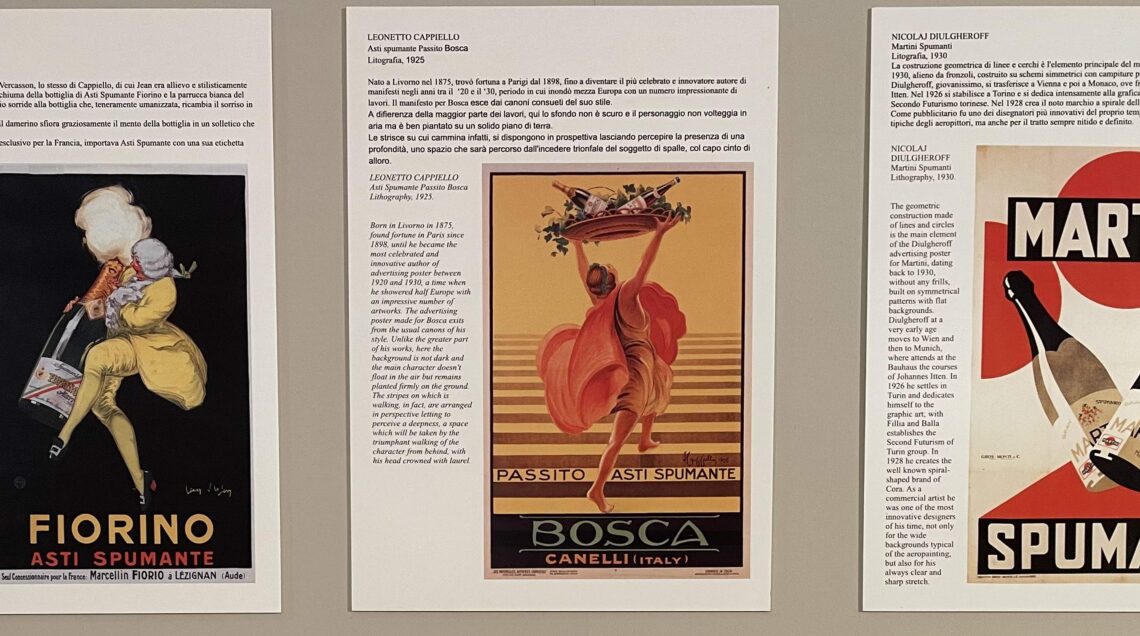 Vercasson, lo stesso di Cappiello, di cui Jean era allievo e stilisticamente
chiuma della bottiglia di Asti Spumante Fiorino e la parrucca bianca del
io sorride alla bottiglia che, teneramente umanizzata, ricambia il sorriso in
il damerino sfiora graziosamente il mento della bottiglia in un solletico che
esclusivo per la Francia, importava Asti Spumante con una sua etichetta
FIORINO
ASTI SPUMANTE
Seul Concessionnaire pour la France: Marcellin FIORIO à LÉZIGNAN (Aude)
LEONETTO CAPPIELLO
Asti spumante Passito Bosca
Litografia, 1925
Nato a Livorno nel 1875, trovò fortuna a Parigi dal 1898, fino a diventare il più celebrato e innovatore autore di
manifesti negli anni tra il '20 e il '30, periodo in cui inondò mezza Europa con un numero impressionante di
lavori. Il manifesto per Bosca esce dai canoni consueti del suo stile.
A differenza della maggior parte dei lavori, qui lo sfondo non è scuro e il personaggio non volteggia in
aria ma è ben piantato su un solido piano di terra.
Le strisce su cui cammina infatti, si dispongono in prospettiva lasciando percepire la presenza di una
profondità, uno spazio che sarà percorso dall'incedere trionfale del soggetto di spalle, col capo cinto di
alloro.
LEONETTO CAPPIELLO
Asti Spumante Passito Bosca
Lithography, 1925.
Born in Livorno in 1875,
found fortune in Paris since
1898, until he became the
most celebrated and
innovative author of
advertising poster between
1920 and 1930, a time when
he showered half Europe with
an impressive number of
artworks. The advertising
poster made for Bosca exits
from the usual canons of his
style. Unlike the greater part
of his works, here the
background is not dark and
the main character doesn't
float in the air but remains
planted firmly on the ground.
The stripes on which is
walking, in fact, are arranged
in perspective letting to
perceive a deepness, a space
which will be taken by the
triumphant walking of the
character from behind, with
his head crowned with laurel.
PASSITO ASTI SPUMANTE
BOSCA
CANELLI (ITALY)
NICOLAJ DIULGHEROFF
Martini Spumanti
Litografia, 1930
La costruzione geometrica di linee e cerchi è l'elemento principale del m
1930, alieno da fronzoli, costruito su schemi simmetrici con campiture p
Diulgheroff, giovanissimo, si trasferisce a Vienna e poi a Monaco, ove fr
Itten. Nel 1926 si stabilisce a Torino e si dedica intensamente alla grafica
Secondo Futurismo torinese. Nel 1928 crea il noto marchio a spirale dell
Come pubblicitario fu uno dei disegnatori più innovativi del proprio temp
tipiche degli aeropittori, ma anche per il tratto sempre nitido e definito.
NICOLAJ
DIULGHEROFF
Martini Spumanti
Lithography, 1930.
The geometric
construction made
of lines and circles
is the main element
of the Diulgheroff
advertising poster
for Martini, dating
back to 1930,
without any frills,
built on symmetrical
patterns with flat
backgrounds.
Diulgheroff at a
very early age
moves to Wien and
then to Munich,
where attends at the
Bauhaus the courses
of Johannes Itten. In
1926 he settles in
Turin and dedicates
himself to the
graphic art; with
Fillia and Balla
establishes the
Second Futurism of
Turin group. In
1928 he creates the
well known spiral-
shaped brand of
Cora. As a
commercial artist he
was one of the most
innovative designers
of his time, not only
for the wide
backgrounds typical
of the aeropainting,
but also for his
always clear and
sharp stretch.
MART
SPUMA